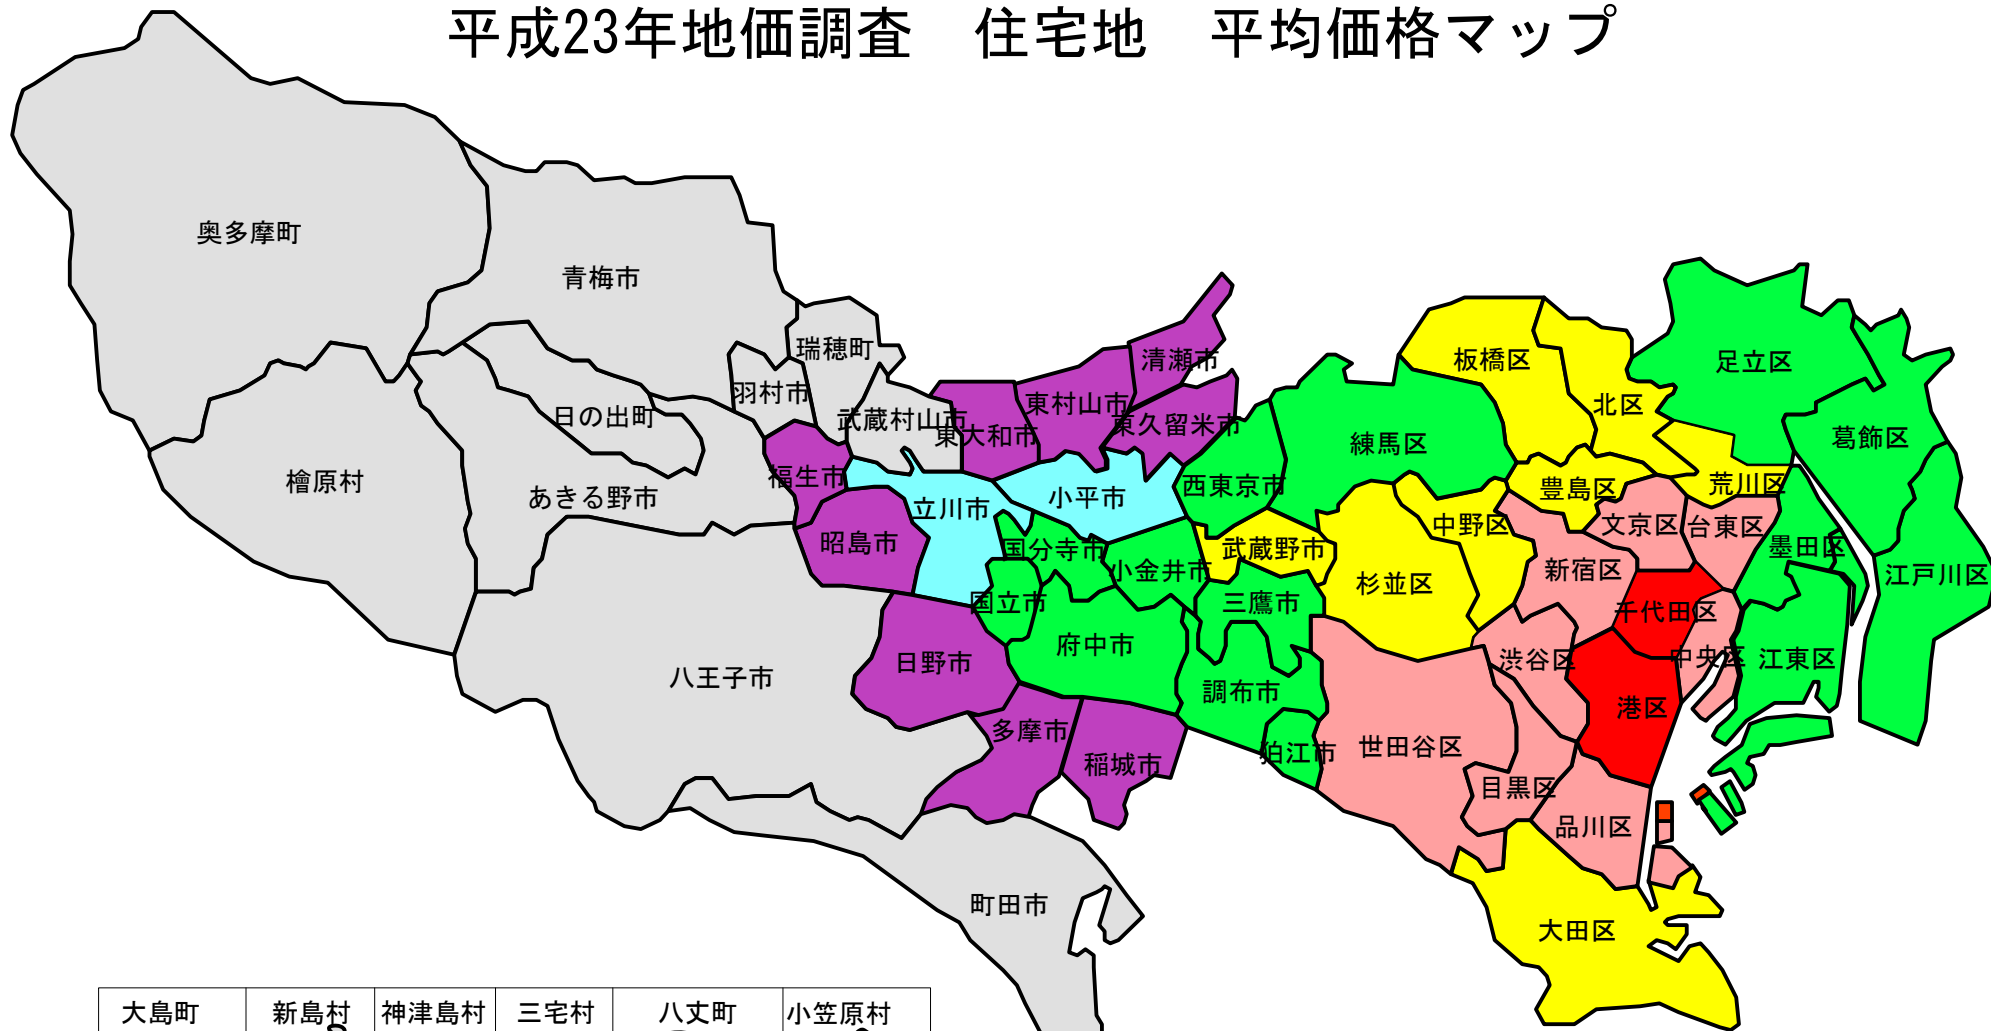 平成23年地価調査　住宅地　平均価格マップ
奥多摩町
青梅市
瑞穂町
羽村市
日の出町
武蔵村山市
檜原村
あきる野市
福生市
昭島市
八王子市
立川市
東大和市
東村山市
清瀬市
東久留米市
小平市
西東京市
国分寺市
小金井市
国立市
武蔵野市
三鷹市
府中市
日野市
調布市
多摩市
稲城市
狛江市
町田市
練馬区
板橋区
北区
足立区
葛飾区
荒川区
豊島区
文京区
台東区
中野区
杉並区
新宿区
墨田区
江戸川区
千代田区
渋谷区
中央区
江東区
港区
世田谷区
目黒区
品川区
大田区
大島町
新島村
神津島村
三宅村
八丈町
小笠原村